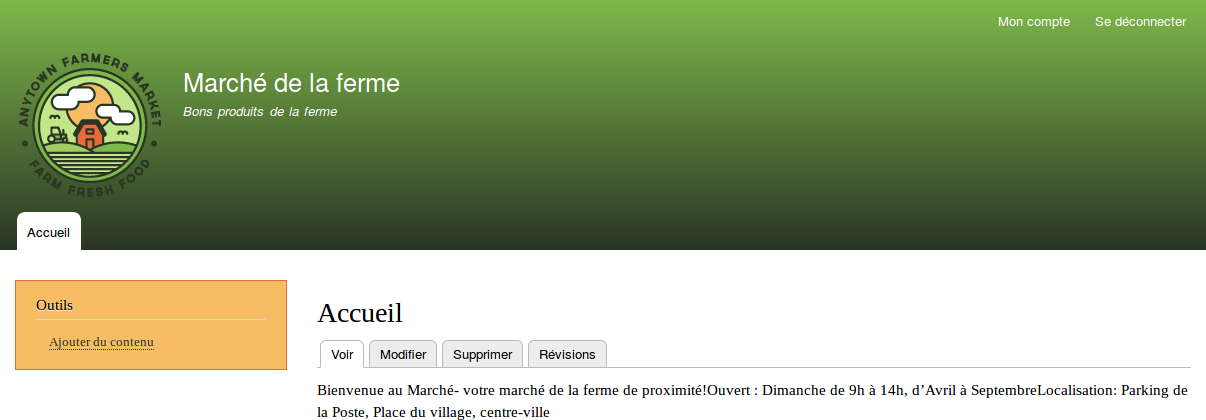 Mon compte Se déconnecter
ANYTOWN FARMERS MARKET
FARM FRESH FOOD
Marché de la ferme
Bons produits de la ferme
Accueil
Outils
Ajouter du contenu
Accueil
Voir Modifier Supprimer Révisions
Bienvenue au Marché- votre marché de la ferme de proximité!Ouvert : Dimanche de 9h à 14h, d’Avril à SeptembreLocalisation: Parking de
la Poste, Place du village, centre-ville